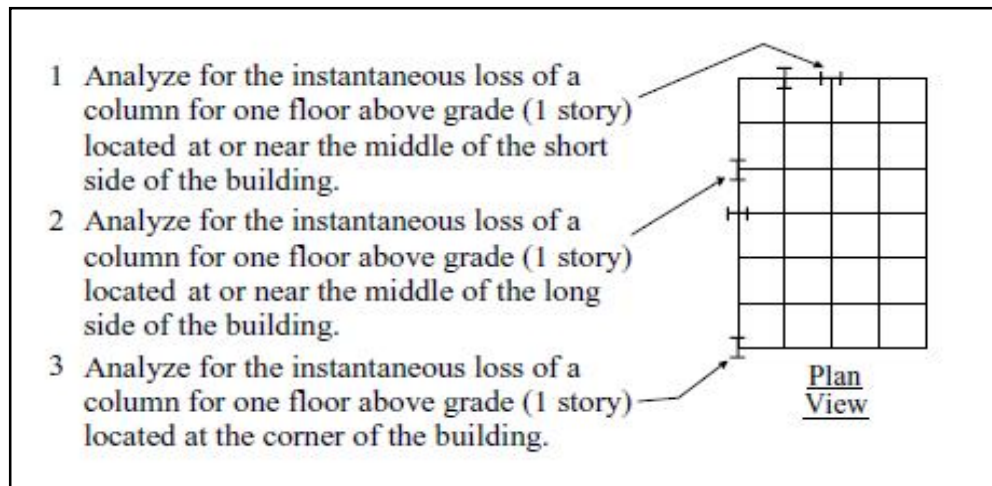 1 Analyze for the instantaneous loss of a
column for one floor above grade (1 story)
located at or near the middle of the short
side of the building.
2 Analyze for the instantaneous loss of a
column for one floor above grade (1 story)
located at or near the middle of the long
side of the building.
3 Analyze for the instantaneous loss of a
column for one floor above grade (1 story)
located at the corner of the building.
Plan
View